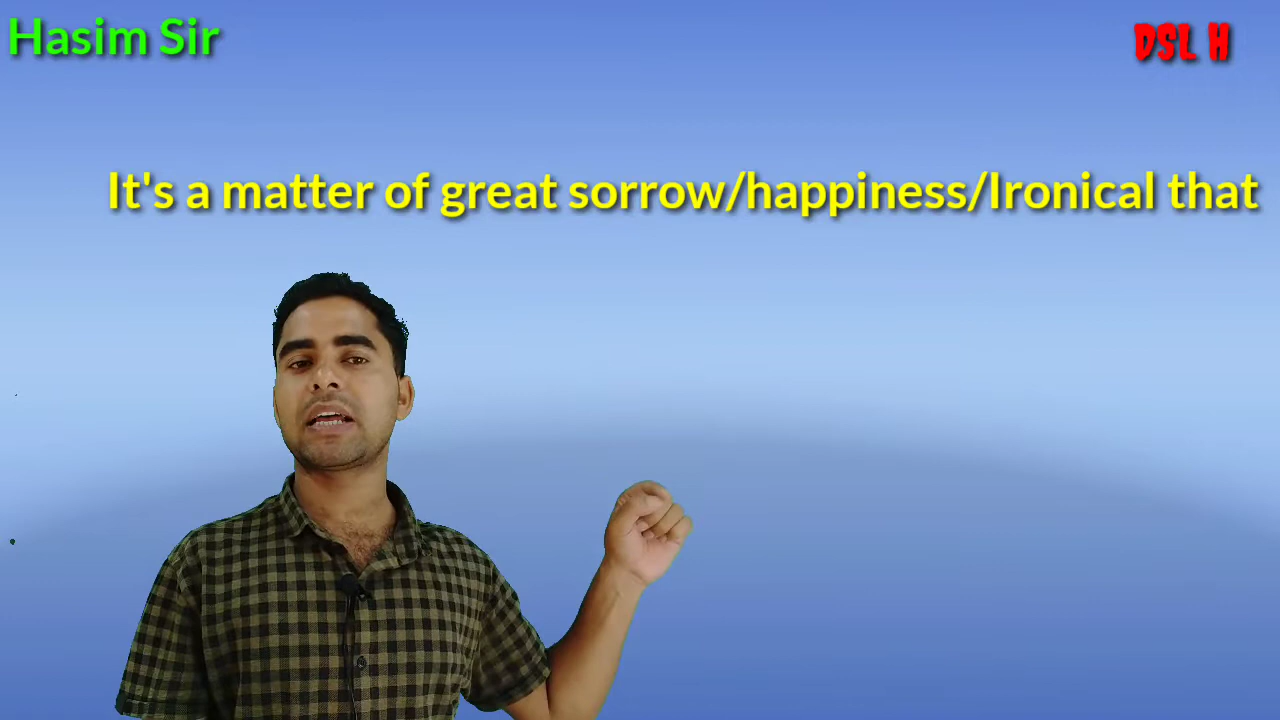 Hasim Sir
DSL H
It's a matter of great sorrow/happiness/Ironical that